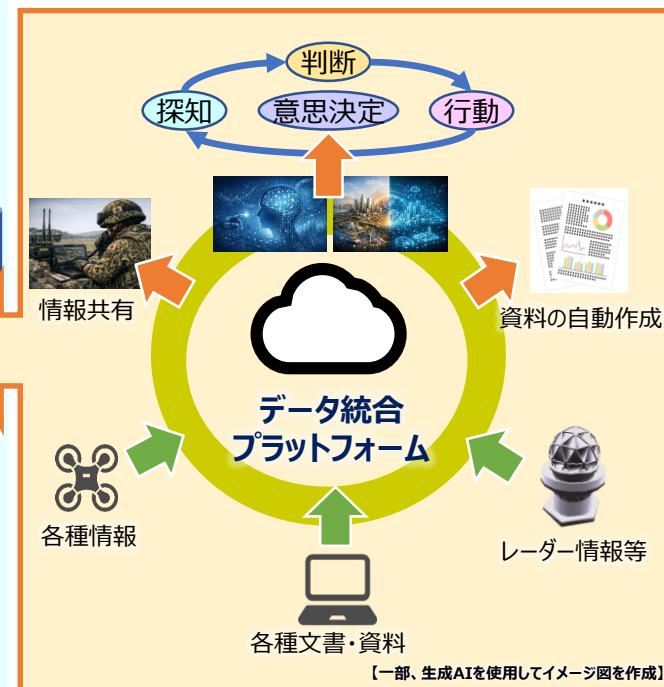 判断
探知
意思決定
行動
情報共有
資料の自動作成
データ統合
プラットフォーム
各種情報
レーダー情報等
各種文書・資料
【一部、生成AIを使用してイメージ図を作成】